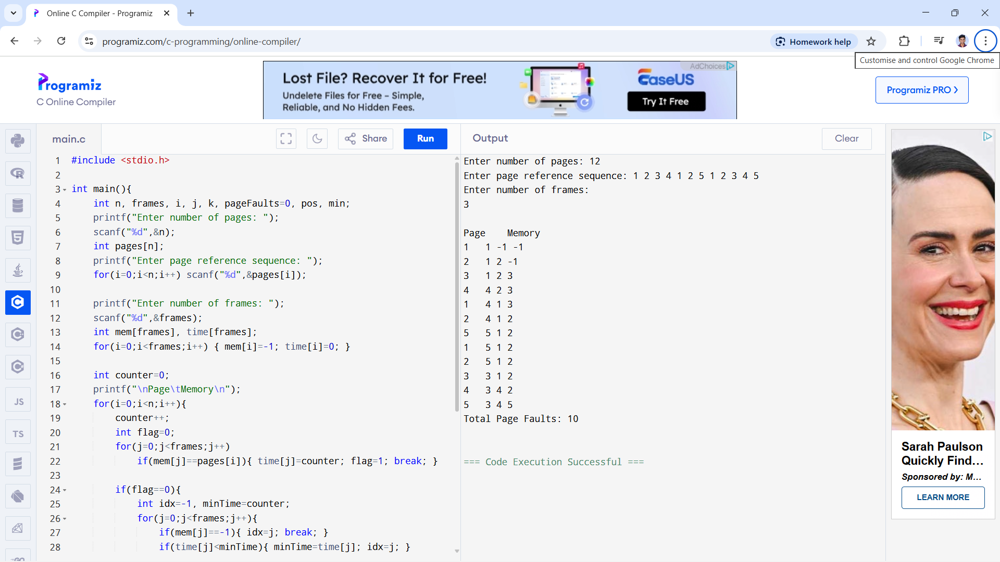 Online C Compiler - Programiz
programiz.com/c-programming/online-compiler/
Homework help
Customise and control Google Chrome
Programiz
C Online Compiler
Lost File? Recover It for Free!
Undelete Files for Free – Simple,
Reliable, and No Hidden Fees.
EaseUS
Try It Free
AdChoices
Programiz PRO ›
main.c
Share
Run
Output
Clear
JS
TS
GO
1 #include <stdio.h>
2
3 int main(){
4 int n, frames, i, j, k, pageFaults=0, pos, min;
5 printf("Enter number of pages: ");
6 scanf("%d",&n);
7 int pages[n];
8 printf("Enter page reference sequence: ");
9 for(i=0;i<n;i++) scanf("%d",&pages[i]);
10
11 printf("Enter number of frames: ");
12 scanf("%d",&frames);
13 int mem[frames], time[frames];
14 for(i=0;i<frames;i++) { mem[i]=-1; time[i]=0; }
15
16 int counter=0;
17 printf("\nPage\tMemory\n");
18 for(i=0;i<n;i++){
19 counter++;
20 int flag=0;
21 for(j=0;j<frames;j++)
22 if(mem[j]==pages[i]){ time[j]=counter; flag=1; break; }
23
24 if(flag==0){
25 int idx=-1, minTime=counter;
26 for(j=0;j<frames;j++){
27 if(mem[j]==-1){ idx=j; break; }
28 if(time[j]<minTime){ minTime=time[j]; idx=j; }
Enter number of pages: 12
Enter page reference sequence: 1 2 3 4 1 2 5 1 2 3 4 5
Enter number of frames:
3
Page Memory
1 1 -1 -1
2 1 2 -1
3 1 2 3
4 4 2 3
1 4 1 3
2 4 1 2
5 5 1 2
1 5 1 2
2 5 1 2
3 3 1 2
4 3 4 2
5 3 4 5
Total Page Faults: 10
=== Code Execution Successful ===
Sarah Paulson
Quickly Find…
Sponsored by: M…
LEARN MORE